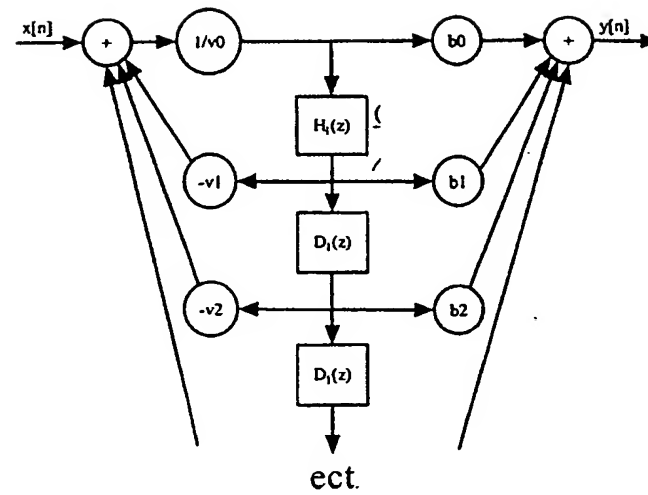 x[n] + 1/v0 b0 + y[n]
H₁(z)
-v1 b1
D₁(z)
-v2 b2
D₁(z)
ect.